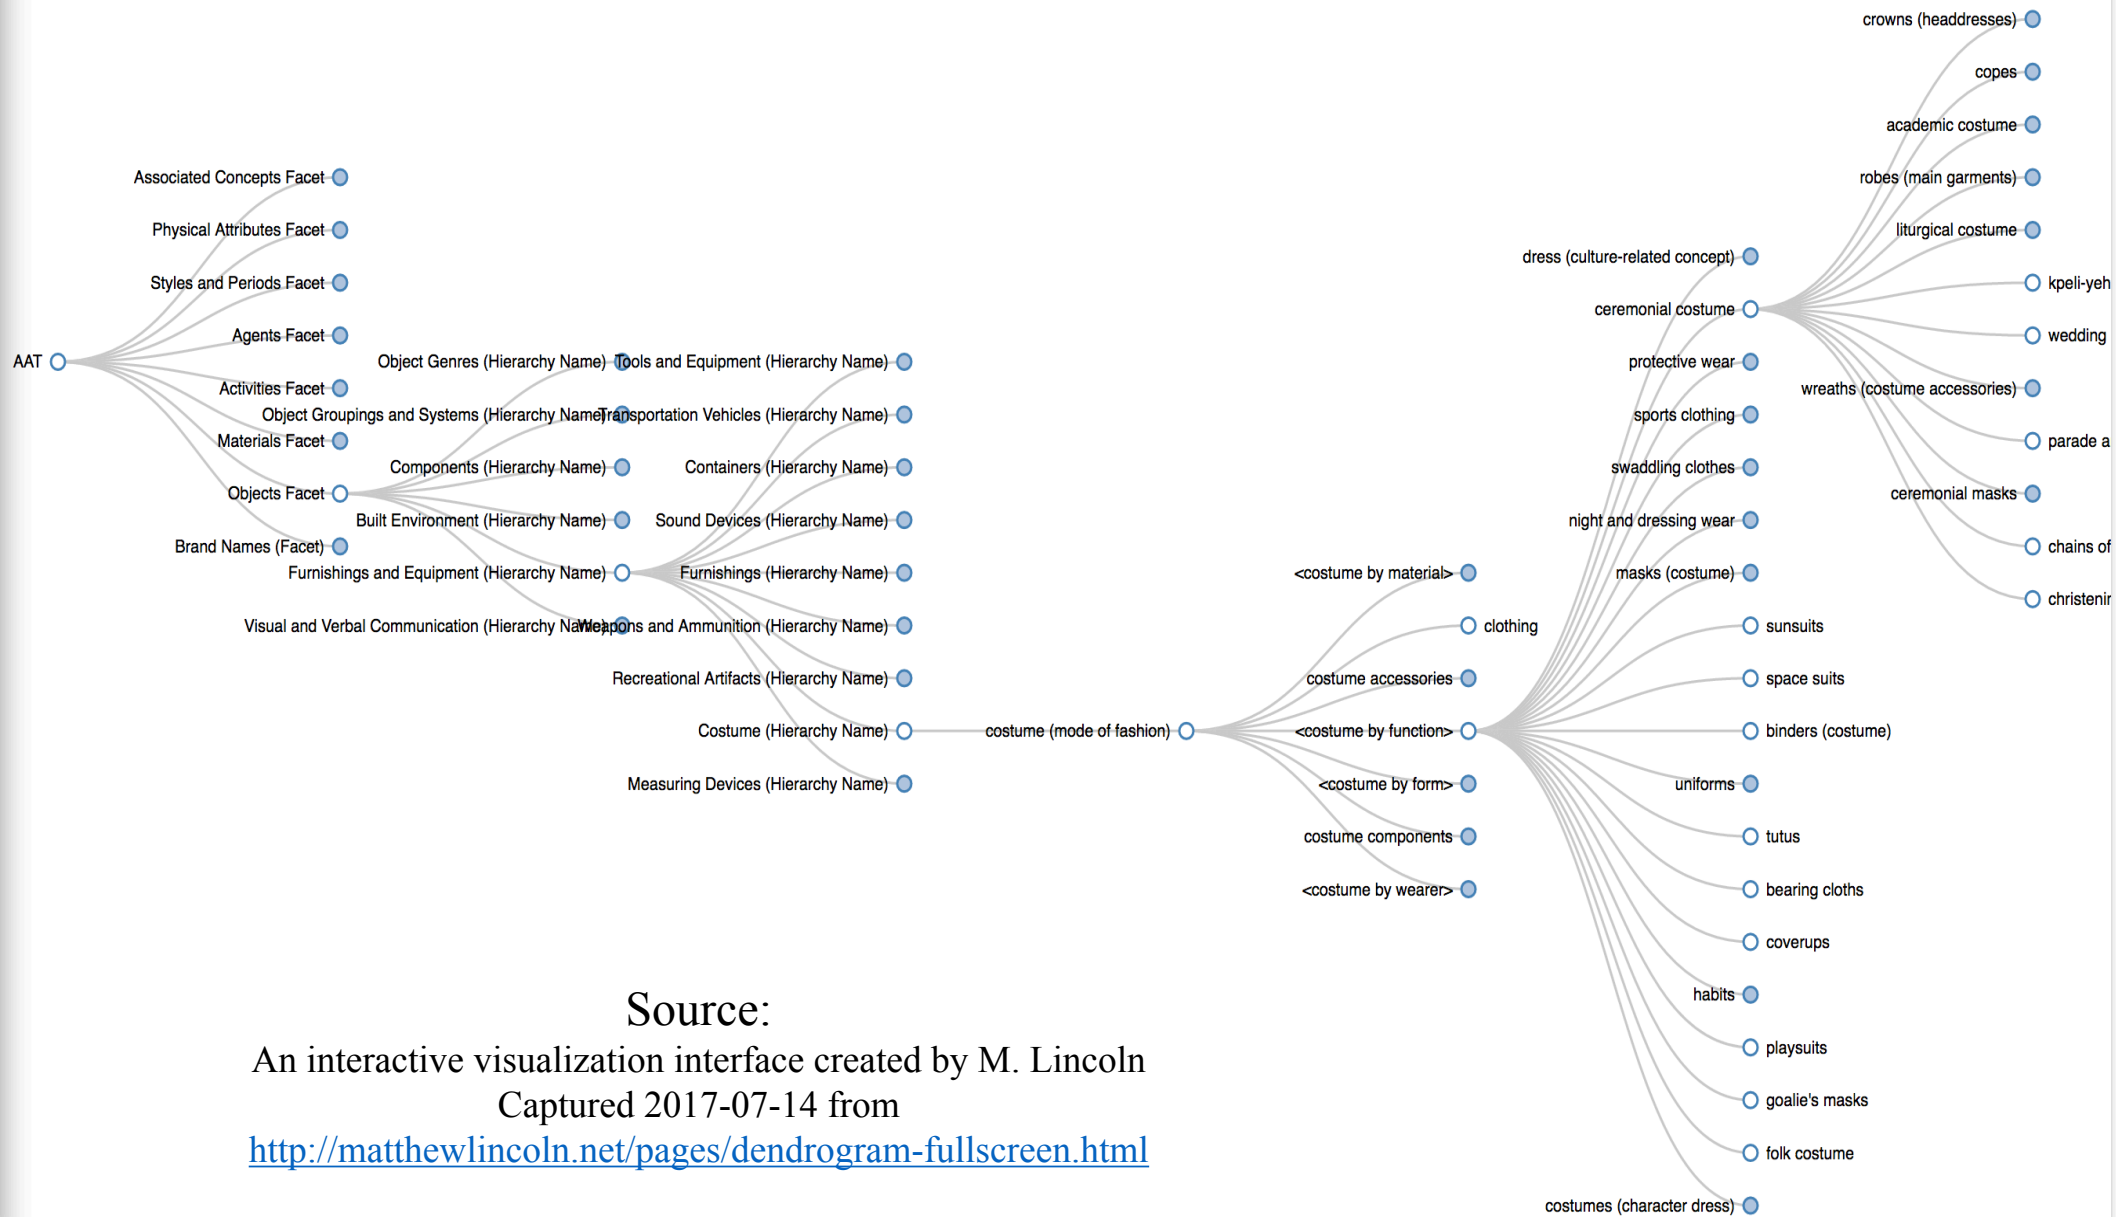 AAT
Associated Concepts Facet
Physical Attributes Facet
Styles and Periods Facet
Agents Facet
Activities Facet
Materials Facet
Objects Facet
Brand Names (Facet)
Object Genres (Hierarchy Name)
Object Groupings and Systems (Hierarchy Name)
Components (Hierarchy Name)
Built Environment (Hierarchy Name)
Furnishings and Equipment (Hierarchy Name)
Visual and Verbal Communication (Hierarchy Name)
Tools and Equipment (Hierarchy Name)
Transportation Vehicles (Hierarchy Name)
Containers (Hierarchy Name)
Sound Devices (Hierarchy Name)
Furnishings (Hierarchy Name)
Weapons and Ammunition (Hierarchy Name)
Recreational Artifacts (Hierarchy Name)
Costume (Hierarchy Name)
Measuring Devices (Hierarchy Name)
costume (mode of fashion)
<costume by material>
clothing
costume accessories
<costume by function>
<costume by form>
costume components
<costume by wearer>
dress (culture-related concept)
ceremonial costume
protective wear
sports clothing
swaddling clothes
night and dressing wear
masks (costume)
sunsuits
space suits
binders (costume)
uniforms
tutus
bearing cloths
coverups
habits
playsuits
goalie's masks
folk costume
costumes (character dress)
crowns (headdresses)
copes
academic costume
robes (main garments)
liturgical costume
kpeli-yeh
wedding
wreaths (costume accessories)
parade a
ceremonial masks
chains of
christenin
Source:
An interactive visualization interface created by M. Lincoln
Captured 2017-07-14 from
http://matthewlincoln.net/pages/dendrogram-fullscreen.html